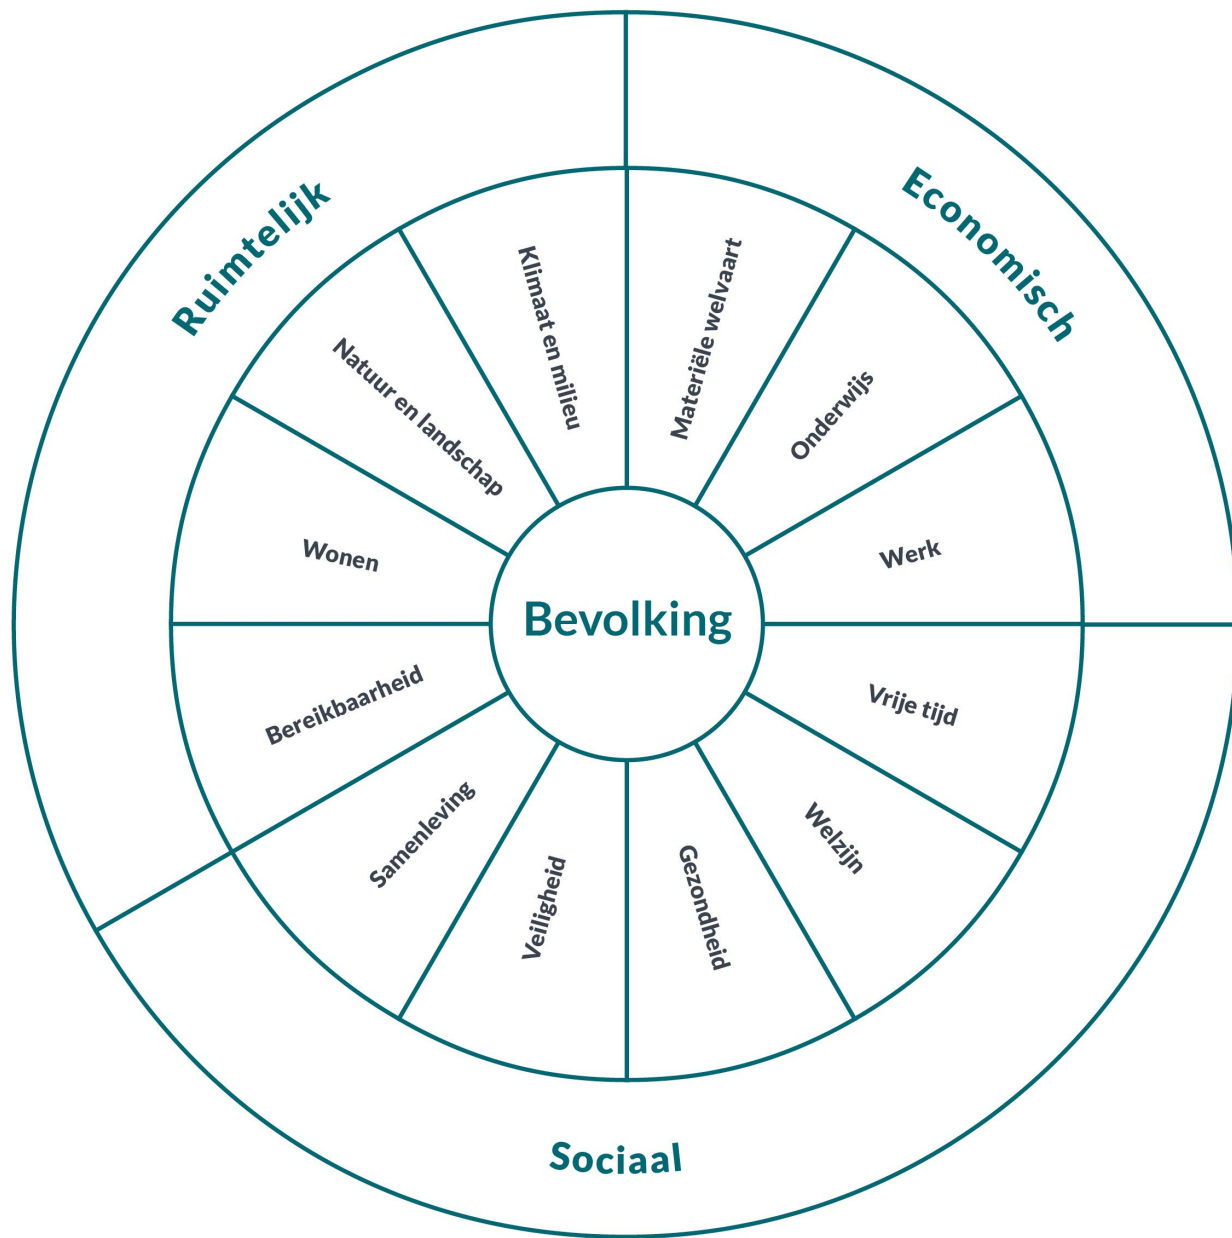 Ruimtelijk
Economisch
Sociaal
Klimaat en milieu
Materiële welvaart
Natuur en landschap
Onderwijs
Wonen
Werk
Bevolking
Bereikbaarheid
Vrije tijd
Samenleving
Welzijn
Veiligheid
Gezondheid